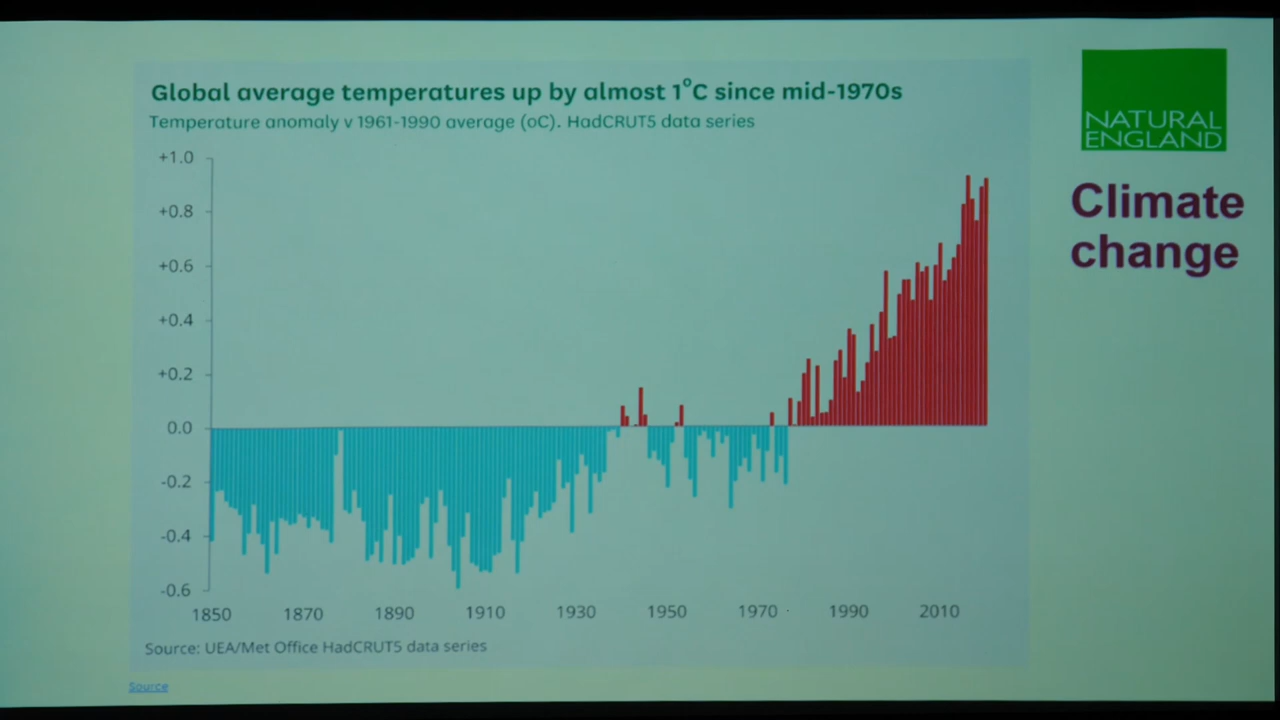 Global average temperatures up by almost 1°C since mid-1970s
Temperature anomaly v 1961-1990 average (oC). HadCRUT5 data series
NATURAL
ENGLAND
Climate
change
+1.0
+0.8
+0.6
+0.4
+0.2
0.0
-0.2
-0.4
-0.6
1850 1870 1890 1910 1930 1950 1970 1990 2010
Source: UEA/Met Office HadCRUT5 data series
Source